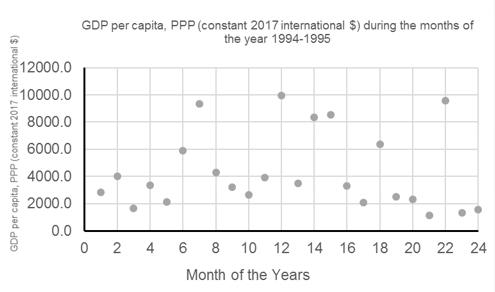 GDP per capita, PPP (constant 2017 international $) during the months of
the year 1994-1995
GDP per capita, PPP (constant 2017 international $)
12000.0
10000.0
8000.0
6000.0
4000.0
2000.0
0.0
0 2 4 6 8 10 12 14 16 18 20 22 24
Month of the Years